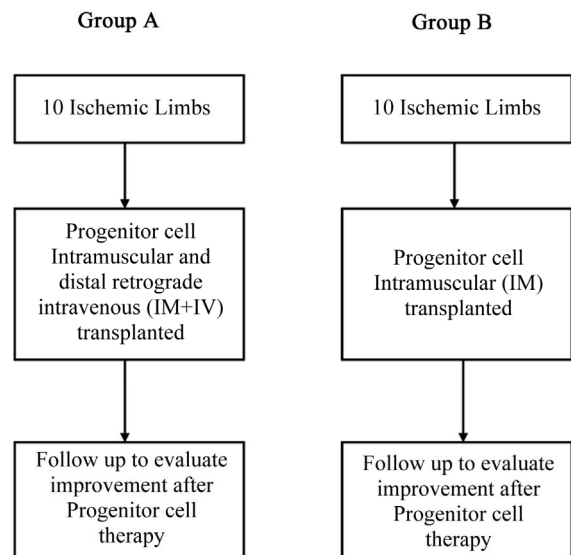 Group A
10 Ischemic Limbs
Progenitor cell
Intramuscular and
distal retrograde
intravenous (IM+IV)
transplanted
Follow up to evaluate
improvement after
Progenitor cell
therapy
Group B
10 Ischemic Limbs
Progenitor cell
Intramuscular (IM)
transplanted
Follow up to evaluate
improvement after
Progenitor cell
therapy